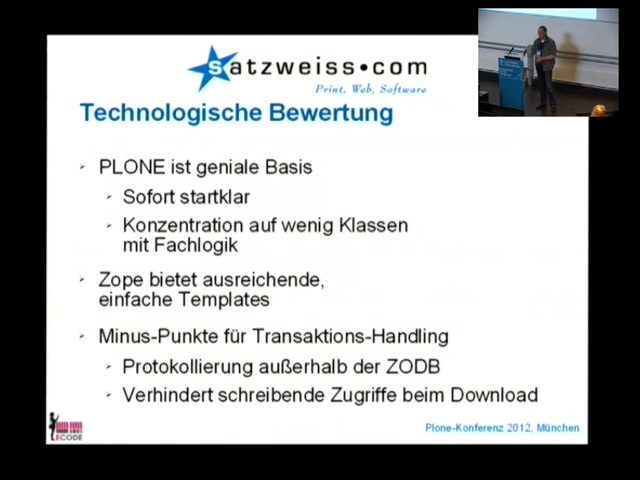 satzweiss.com
Print, Web, Software
Technologische Bewertung
PLONE ist geniale Basis
Sofort startklar
Konzentration auf wenig Klassen
mit Fachlogik
Zope bietet ausreichende,
einfache Templates
Minus-Punkte für Transaktions-Handling
Protokollierung außerhalb der ZODB
Verhindert schreibende Zugriffe beim Download
ECODE
Plone-Konferenz 2012, München